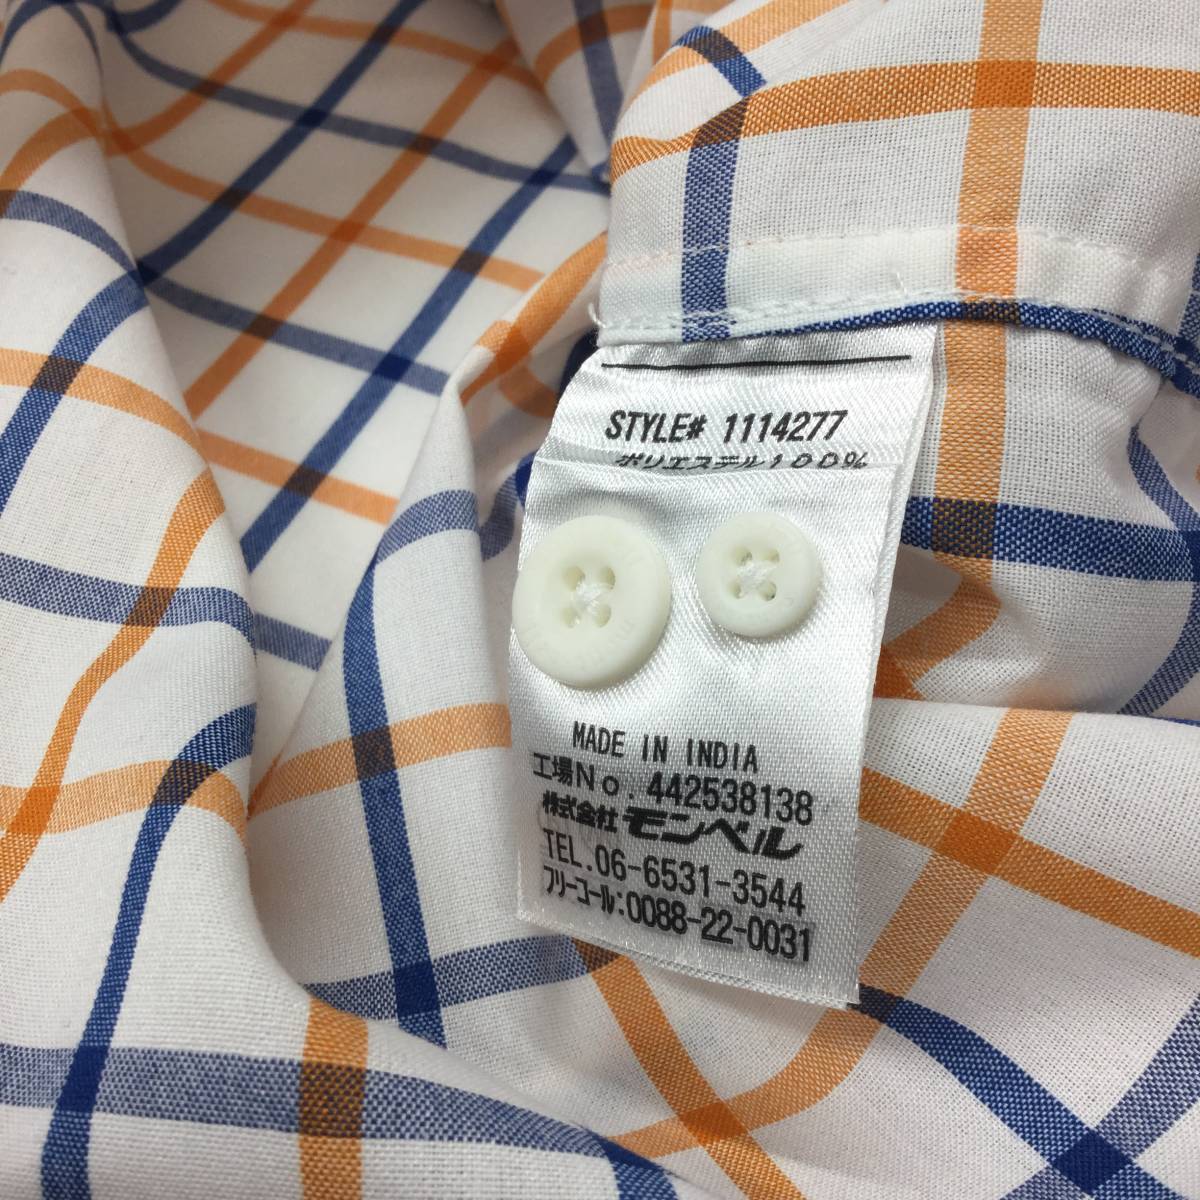 STYLE# 1114277
ポリエステル100%
MADE IN INDIA
工場No. 442538138
株式会社モンベル
TEL.06-6531-3544
フリーコール:0088-22-0031